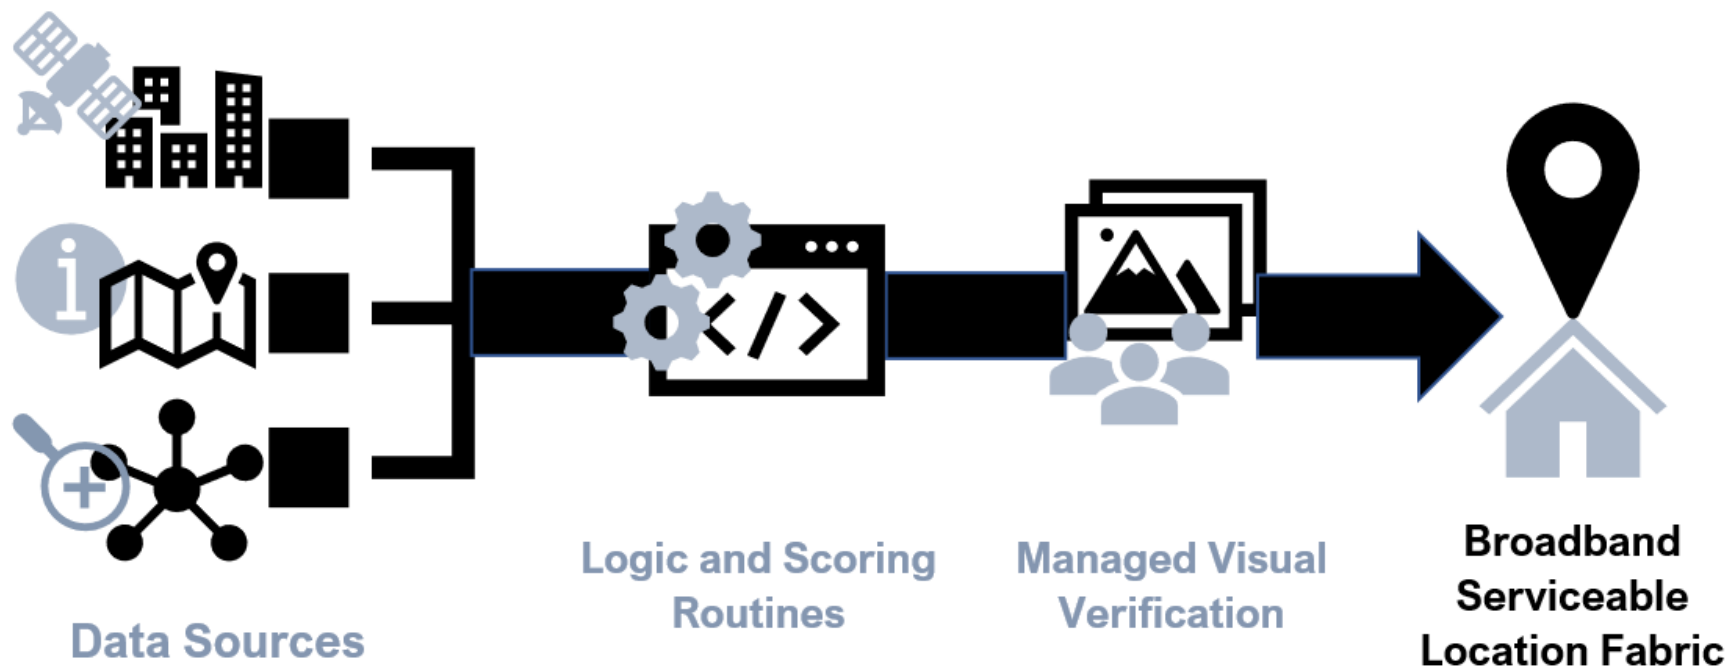 Data Sources
Logic and Scoring
Routines
Managed Visual
Verification
Broadband
Serviceable
Location Fabric